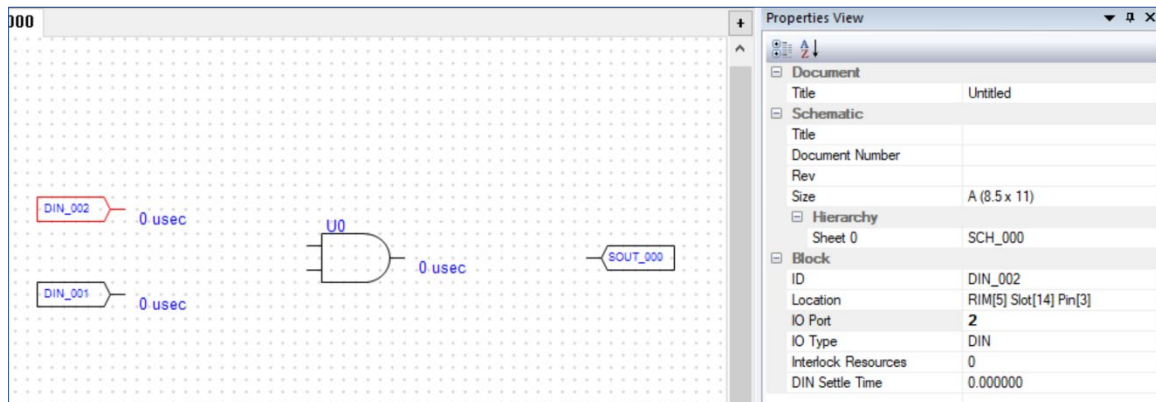 000
+
DIN_002
0 usec
U0
0 usec
SOUT_000
DIN_001
0 usec
Properties View
A
Z
Document
Title Untitled
Schematic
Title
Document Number
Rev
Size A (8.5 x 11)
Hierarchy
Sheet 0 SCH_000
Block
ID DIN_002
Location RIM[5] Slot[14] Pin[3]
IO Port 2
IO Type DIN
Interlock Resources 0
DIN Settle Time 0.000000